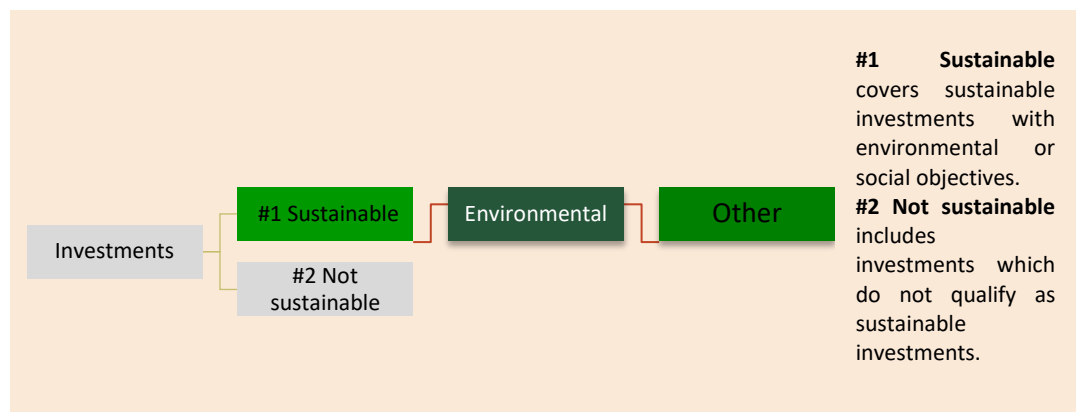 Investments
#1 Sustainable
#2 Not
sustainable
Environmental
Other
#1 Sustainable
covers sustainable
investments with
environmental or
social objectives.
#2 Not sustainable
includes
investments which
do not qualify as
sustainable
investments.